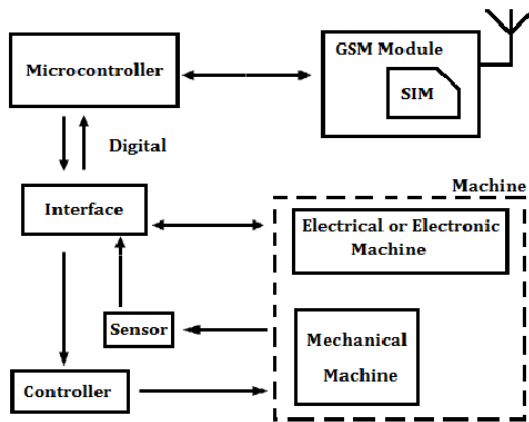 Microcontroller
GSM Module
SIM
Digital
Machine
Interface
Electrical or Electronic
Machine
Sensor
Mechanical
Machine
Controller